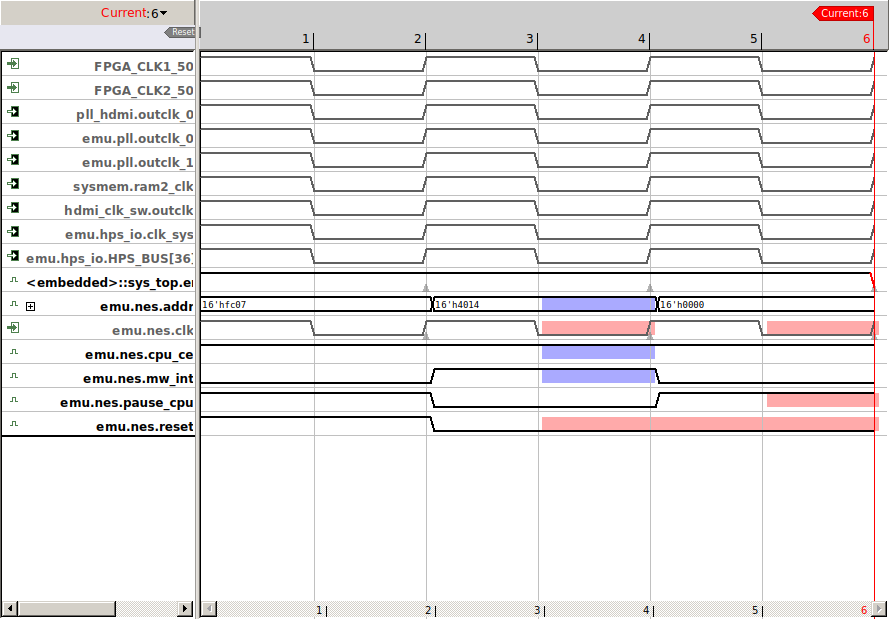 Current:6
Current:6
Reset
1 2 3 4 5 6
FPGA_CLK1_50
FPGA_CLK2_50
pll_hdmi.outclk_0
emu.pll.outclk_0
emu.pll.outclk_1
sysmem.ram2_clk
hdmi_clk_sw.outclk
emu.hps_io.clk_sys
emu.hps_io.HPS_BUS[36]
<embedded>::sys_top.e
emu.nes.addr 16'hfc07 16'h4014 16'h0000
emu.nes.clk
emu.nes.cpu_ce
emu.nes.mw_int
emu.nes.pause_cpu
emu.nes.reset
1 2 3 4 5 6